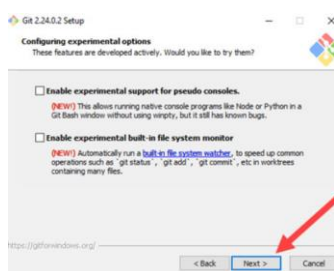 Git 2.24.0.2 Setup
Configuring experimental options
These features are developed actively. Would you like to try them?
Enable experimental support for pseudo consoles.
(NEW!) This allows running native console programs like Node or Python in a
Git Bash window without using winpty, but it still has known bugs.
Enable experimental built-in file system monitor
(NEW!) Automatically run a built-in file system watcher, to speed up common
operations such as `git status`, `git add`, `git commit`, etc in worktrees
containing many files.
https://gitforwindows.org/
< Back Next > Cancel